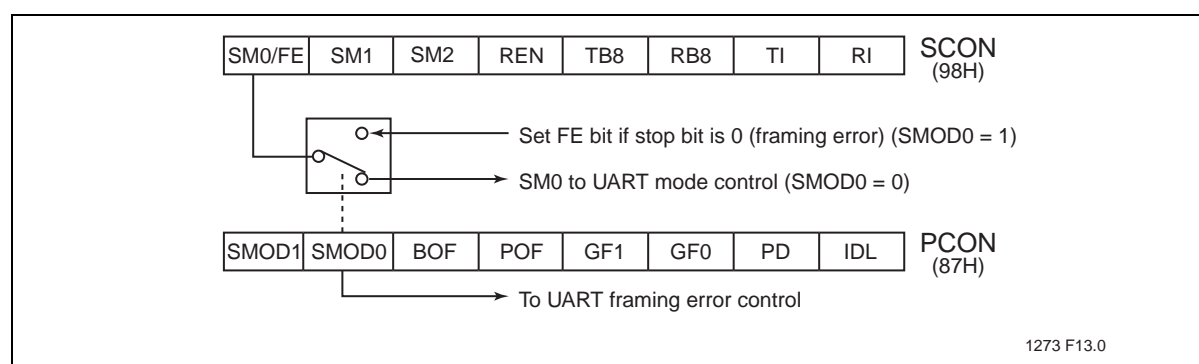 SM0/FE SM1 SM2 REN TB8 RB8 TI RI SCON
(98H)
Set FE bit if stop bit is 0 (framing error) (SMOD0 = 1)
SM0 to UART mode control (SMOD0 = 0)
SMOD1 SMOD0 BOF POF GF1 GF0 PD IDL PCON
(87H)
To UART framing error control
1273 F13.0